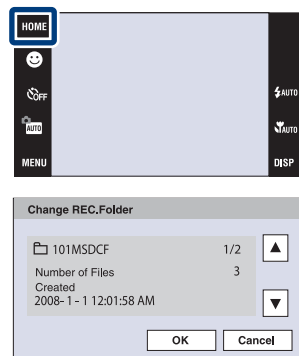 HOME
OFF
AUTO
AUTO
AUTO
MENU
DISP
Change REC.Folder
101MSDCF 1/2
Number of Files 3
Created
2008- 1 - 1 12:01:58 AM
OK Cancel